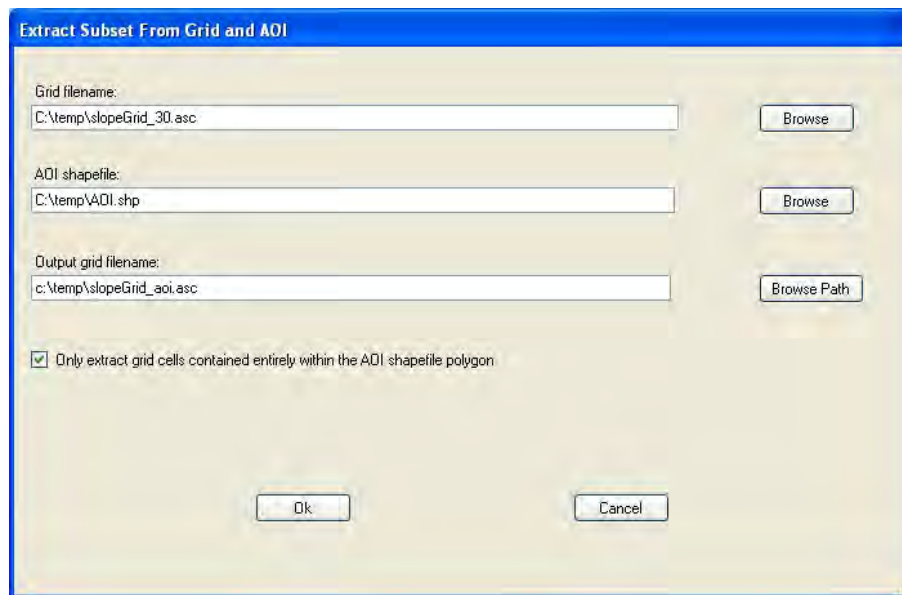 Extract Subset From Grid and AOI
Grid filename:
C:\temp\slopeGrid_30.asc
Browse
AOI shapefile:
C:\temp\AOI.shp
Browse
Output grid filename:
c:\temp\slopeGrid_aoi.asc
Browse Path
Only extract grid cells contained entirely within the AOI shapefile polygon
Ok
Cancel